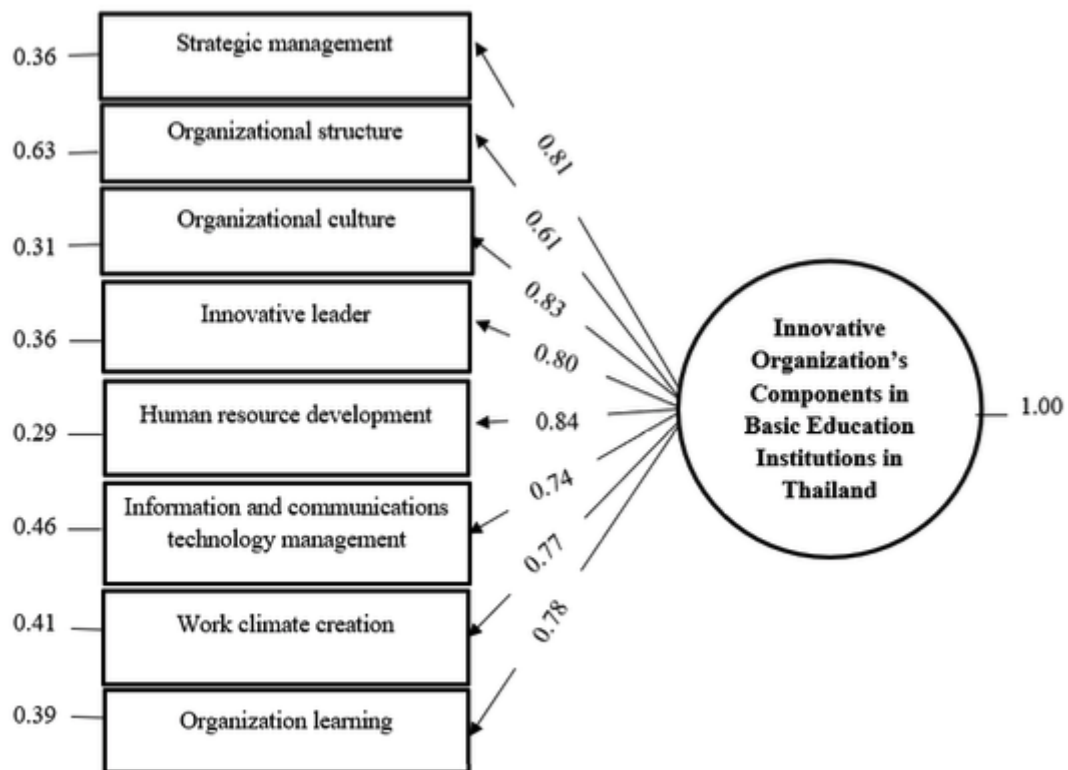 Strategic management
0.36
Organizational structure
0.63
Organizational culture
0.31
Innovative leader
0.36
Human resource development
0.29
Information and communications
technology management
0.46
Work climate creation
0.41
Organization learning
0.39
0.81
0.61
0.83
0.80
0.84
0.74
0.77
0.78
Innovative
Organization’s
Components in
Basic Education
Institutions in
Thailand
1.00